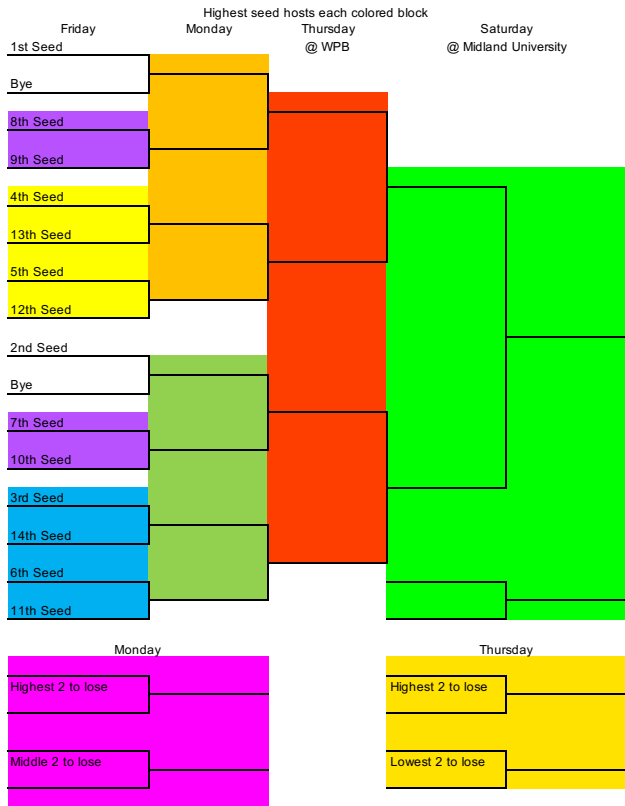 Highest seed hosts each colored block
Friday Monday Thursday Saturday
@ WPB @ Midland University
1st Seed
Bye
8th Seed
9th Seed
4th Seed
13th Seed
5th Seed
12th Seed
2nd Seed
Bye
7th Seed
10th Seed
3rd Seed
14th Seed
6th Seed
11th Seed
Monday Thursday
Highest 2 to lose Highest 2 to lose
Middle 2 to lose Lowest 2 to lose